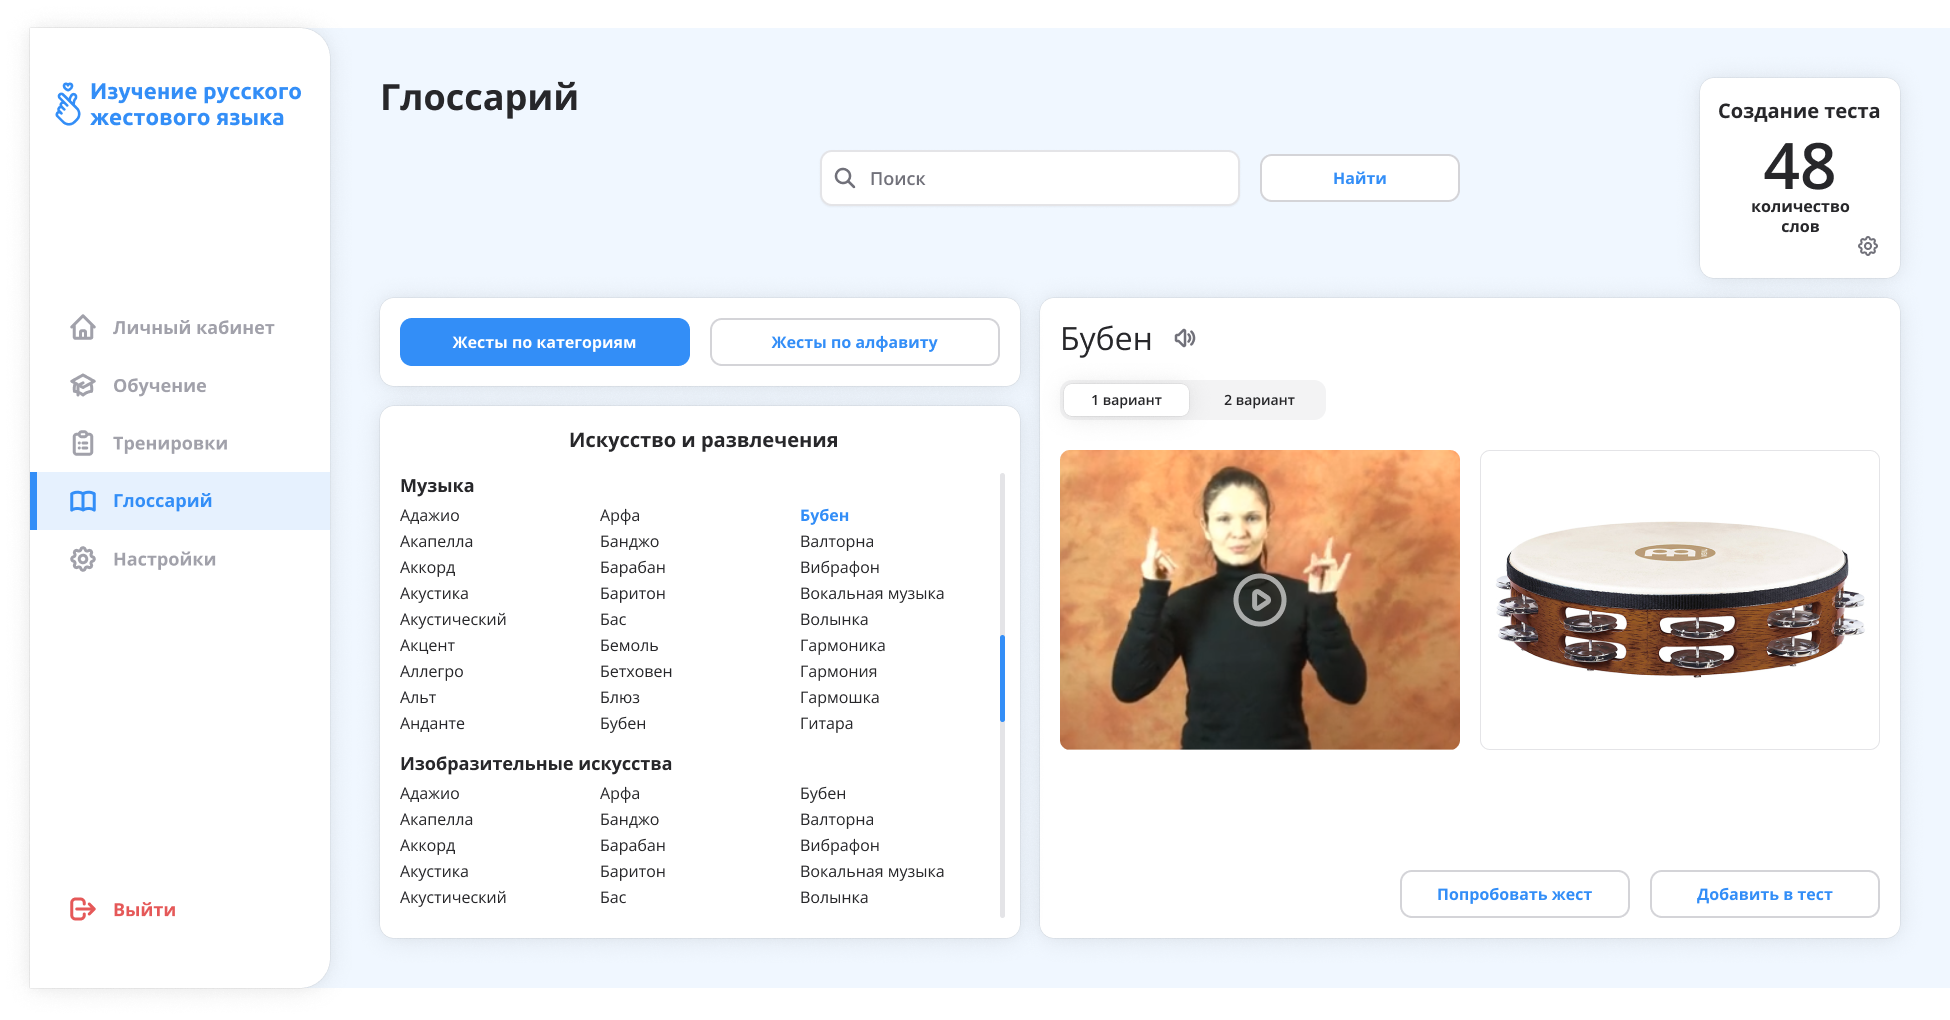 Изучение русского
жестового языка
Личный кабинет
Обучение
Тренировки
Глоссарий
Настройки
Выйти
Глоссарий
Поиск
Найти
Создание теста
48
количество
слов
Жесты по категориям
Жесты по алфавиту
Искусство и развлечения
Музыка
Адажио Арфа Бубен
Акапелла Банджо Валторна
Аккорд Барабан Вибрафон
Акустика Баритон Вокальная музыка
Акустический Бас Волынка
Акцент Бемоль Гармоника
Аллегро Бетховен Гармония
Альт Блюз Гармошка
Анданте Бубен Гитара
Изобразительные искусства
Адажио Арфа Бубен
Акапелла Банджо Валторна
Аккорд Барабан Вибрафон
Акустика Баритон Вокальная музыка
Акустический Бас Волынка
Бубен
1 вариант
2 вариант
Попробовать жест
Добавить в тест